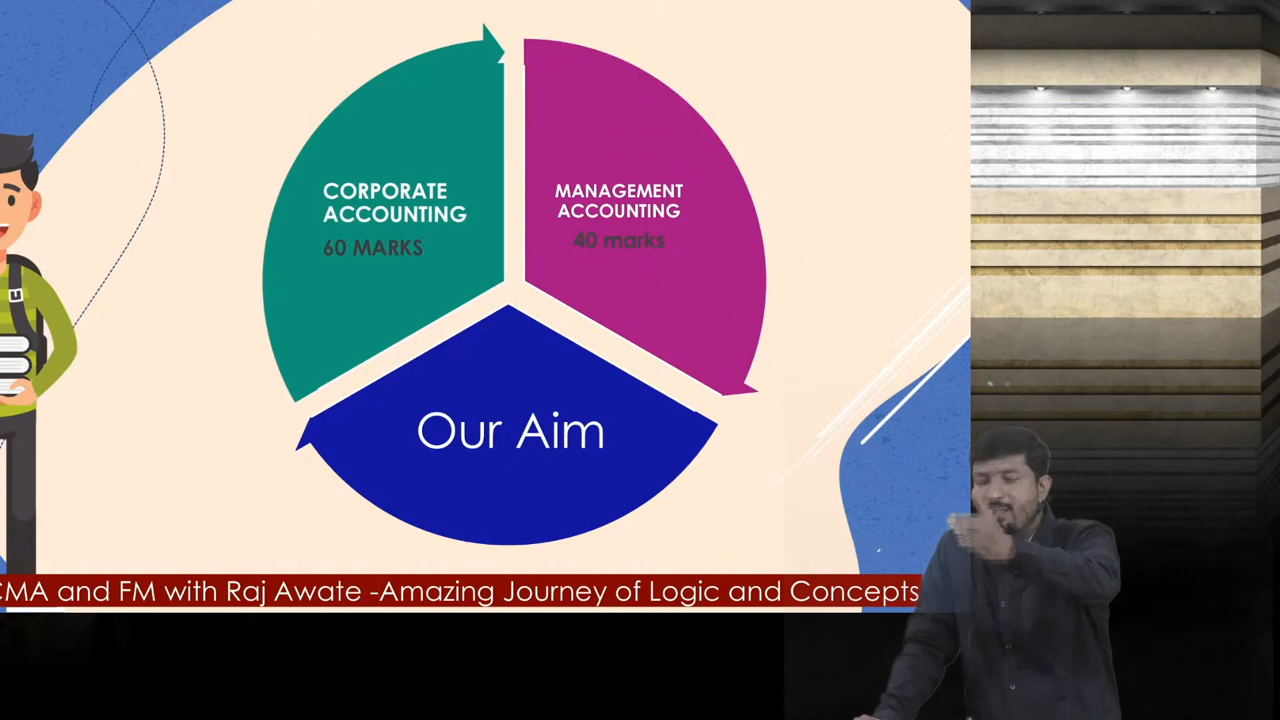 CORPORATE
ACCOUNTING
60 MARKS
MANAGEMENT
ACCOUNTING
40 marks
Our Aim
CMA and FM with Raj Awate -Amazing Journey of Logic and Concepts